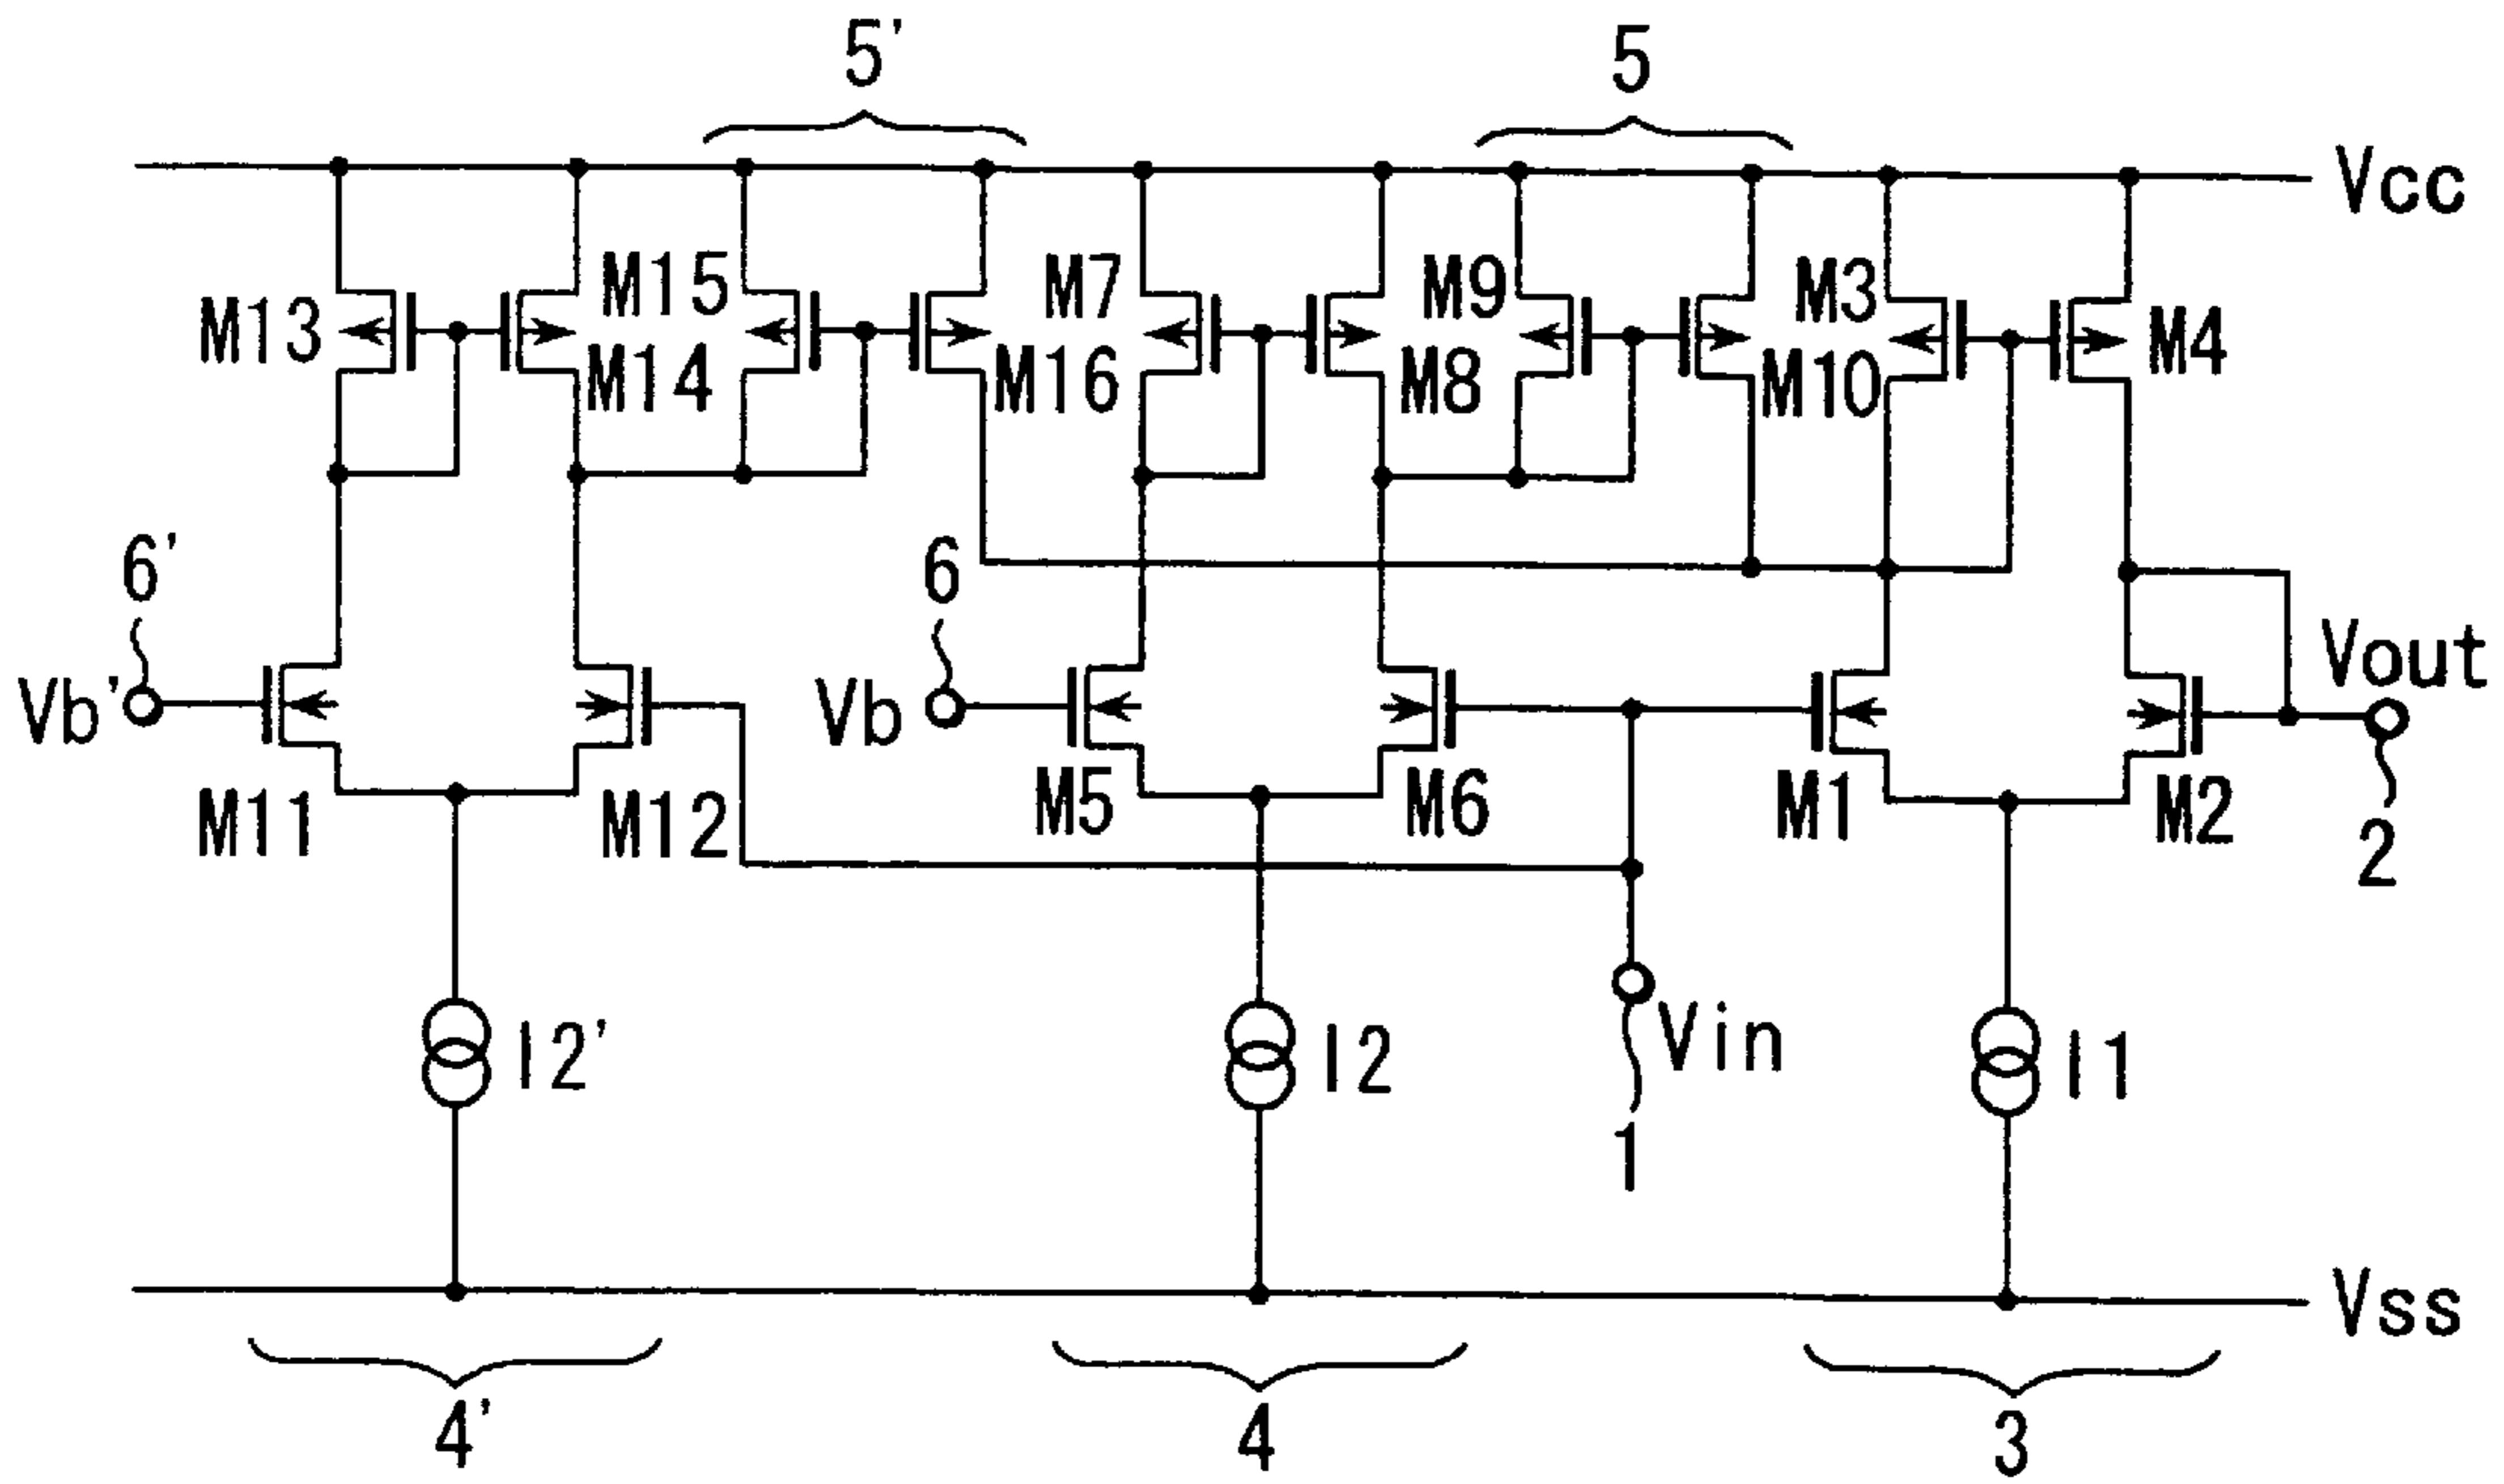 5' 5
Vcc
M13 M15 M14 M16 M7 M8 M9 M10 M3 M4
6' 6
Vb' Vb Vout
M11 M12 M5 M6 M1 M2
2
I2' I2 Vin I1
1
Vss
4' 4 3